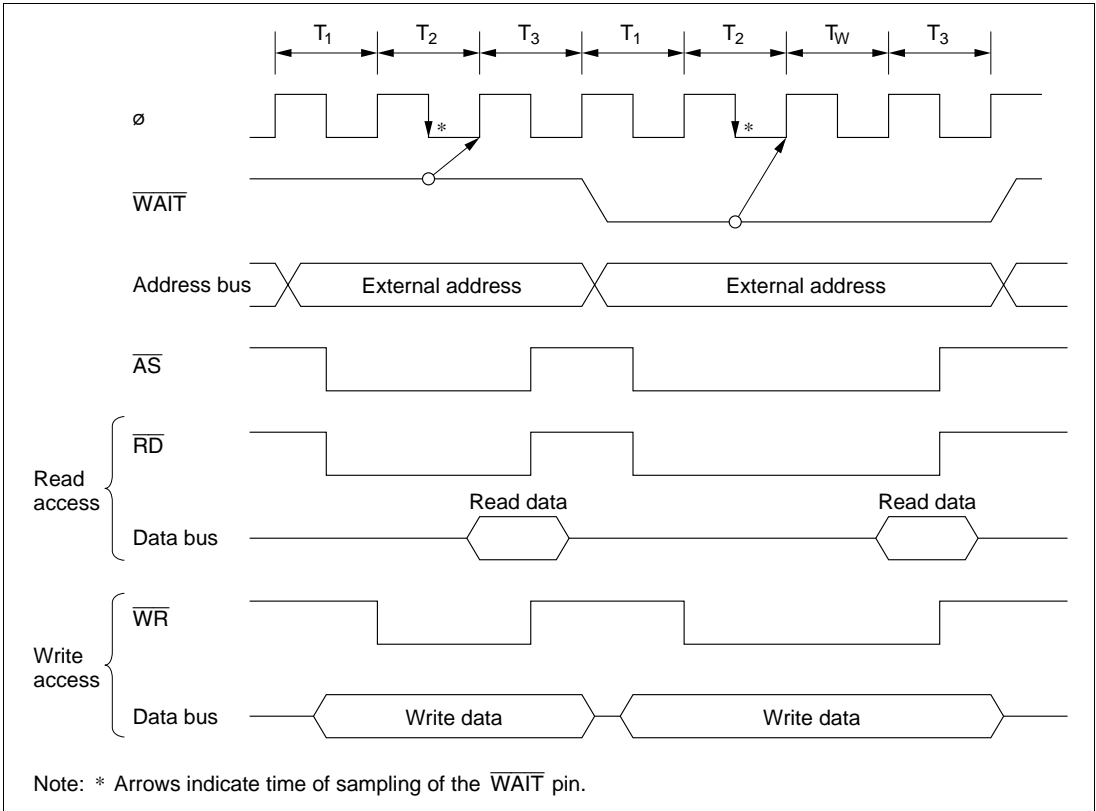 T1 T2 T3 T1 T2 TW T3
ø
* *
WAIT
Address bus External address External address
AS
RD
Read access
Read data Read data
Data bus
WR
Write access
Data bus Write data Write data
Note: * Arrows indicate time of sampling of the WAIT pin.